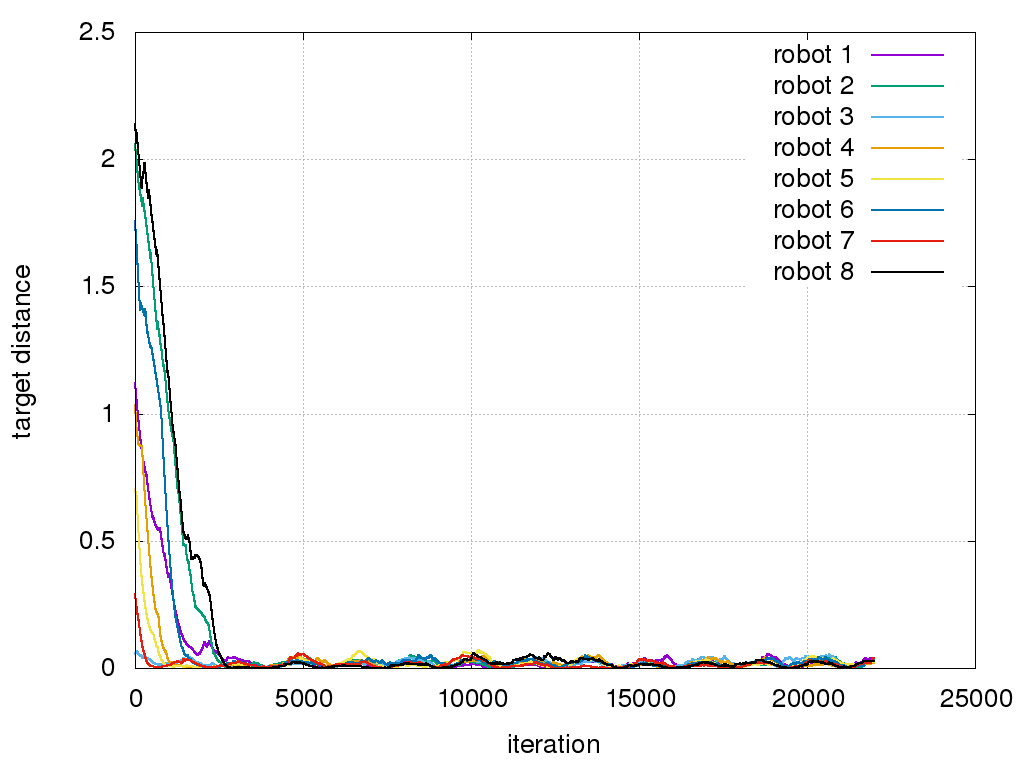 2.5
2
1.5
1
0.5
0
0
5000
10000
15000
20000
25000
target distance
iteration
robot 1
robot 2
robot 3
robot 4
robot 5
robot 6
robot 7
robot 8